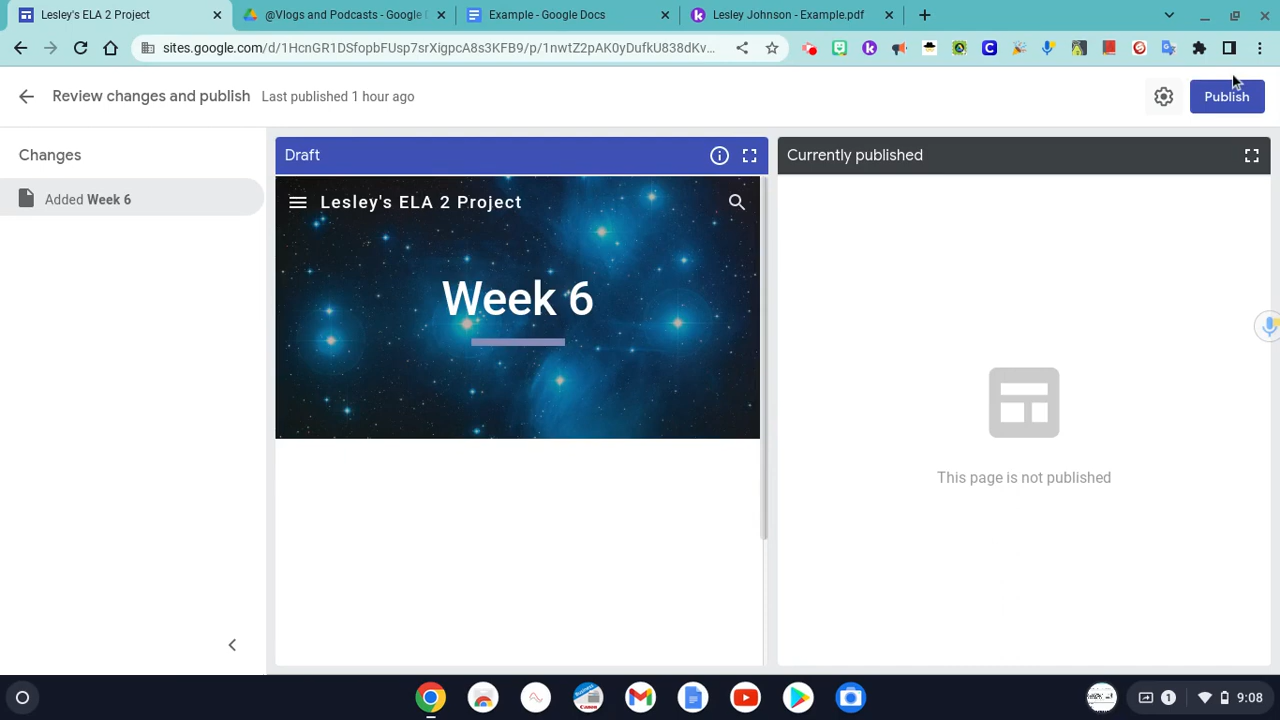 Lesley's ELA 2 Project
@Vlogs and Podcasts - Google D
Example - Google Docs
Lesley Johnson - Example.pdf
sites.google.com/d/1HcnGR1DSfopbFUsp7srXigpcA8s3KFB9/p/1nwtZ2pAK0yDufkUB38dKv...
Review changes and publish
Last published 1 hour ago
Publish
Changes
Added Week 6
Draft
Lesley's ELA 2 Project
Week 6
Currently published
This page is not published
1
9:08